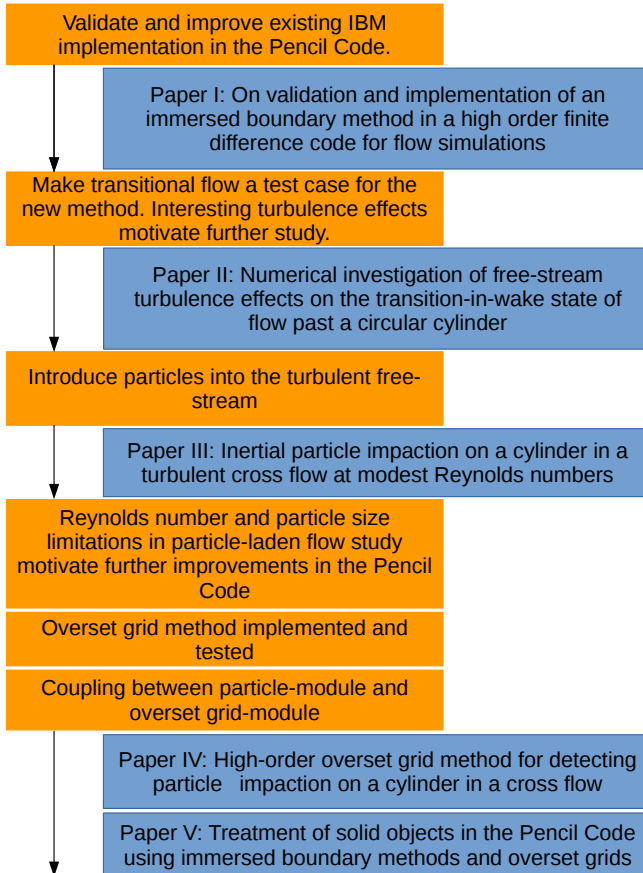 Validate and improve existing IBM
implementation in the Pencil Code.
Paper I: On validation and implementation of an
immersed boundary method in a high order finite
difference code for flow simulations
Make transitional flow a test case for the
new method. Interesting turbulence effects
motivate further study.
Paper II: Numerical investigation of free-stream
turbulence effects on the transition-in-wake state of
flow past a circular cylinder
Introduce particles into the turbulent free-
stream
Paper III: Inertial particle impaction on a cylinder in a
turbulent cross flow at modest Reynolds numbers
Reynolds number and particle size
limitations in particle-laden flow study
motivate further improvements in the Pencil
Code
Overset grid method implemented and
tested
Coupling between particle-module and
overset grid-module
Paper IV: High-order overset grid method for detecting
particle impaction on a cylinder in a cross flow
Paper V: Treatment of solid objects in the Pencil Code
using immersed boundary methods and overset grids